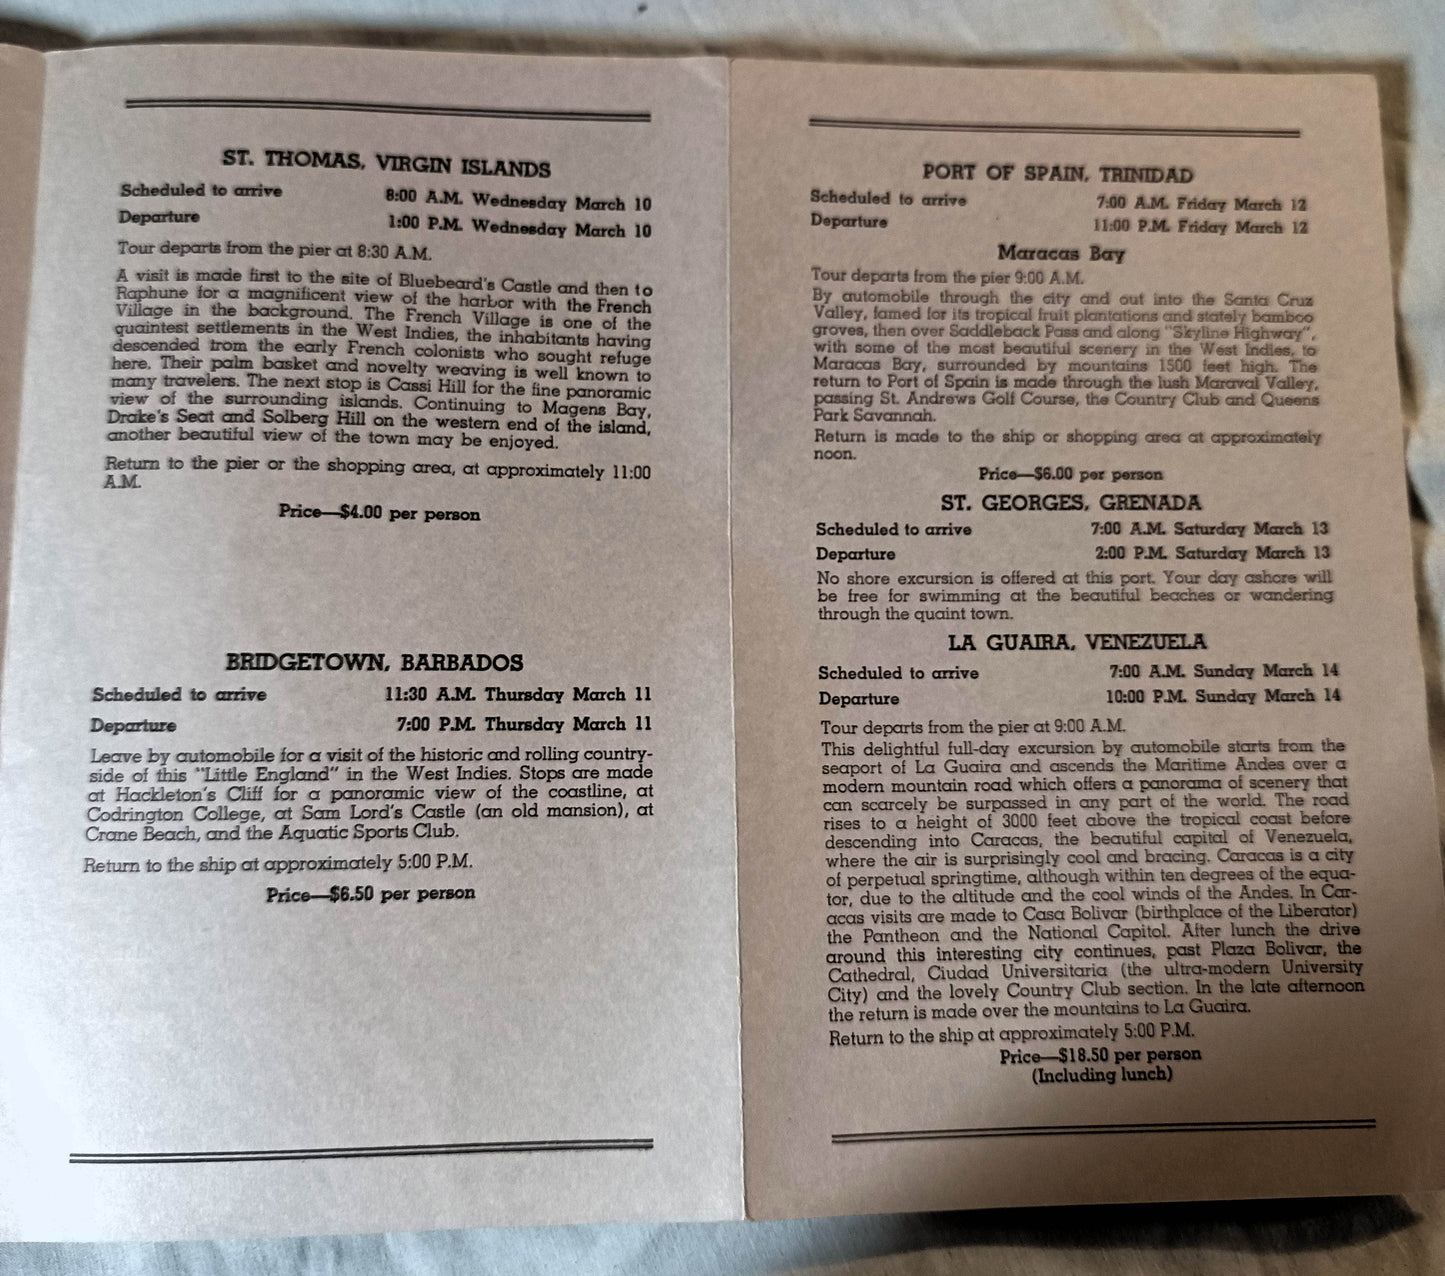 ST. THOMAS, VIRGIN ISLANDS
Scheduled to arrive 8:00 A.M. Wednesday March 10
Departure 1:00 P.M. Wednesday March 10
Tour departs from the pier at 8:30 A.M.
A visit is made first to the site of Bluebeard's Castle and then to
Raphune for a magnificent view of the harbor with the French
Village in the background. The French Village is one of the
quaintest settlements in the West Indies, the inhabitants having
descended from the early French colonists who sought refuge
here. Their palm basket and novelty weaving is well known to
many travelers. The next stop is Cassi Hill for the fine panoramic
view of the surrounding islands. Continuing to Magens Bay,
Drake's Seat and Solberg Hill on the western end of the island,
another beautiful view of the town may be enjoyed.
Return to the pier or the shopping area, at approximately 11:00
A.M.
Price—$4.00 per person
BRIDGETOWN, BARBADOS
Scheduled to arrive 11:30 A.M. Thursday March 11
Departure 7:00 P.M. Thursday March 11
Leave by automobile for a visit of the historic and rolling country-
side of this "Little England" in the West Indies. Stops are made
at Hackleton's Cliff for a panoramic view of the coastline, at
Codrington College, at Sam Lord's Castle (an old mansion), at
Crane Beach, and the Aquatic Sports Club.
Return to the ship at approximately 5:00 P.M.
Price—$6.50 per person
PORT OF SPAIN, TRINIDAD
Scheduled to arrive 7:00 A.M. Friday March 12
Departure 11:00 P.M. Friday March 12
Maracas Bay
Tour departs from the pier 9:00 A.M.
By automobile through the city and out into the Santa Cruz
Valley, famed for its tropical fruit plantations and stately bamboo
groves, then over Saddleback Pass and along "Skyline Highway",
with some of the most beautiful scenery in the West Indies, to
Maracas Bay, surrounded by mountains 1500 feet high. The
return to Port of Spain is made through the lush Maraval Valley,
passing St. Andrews Golf Course, the Country Club and Queens
Park Savannah.
Return is made to the ship or shopping area at approximately
noon.
Price—$6.00 per person
ST. GEORGES, GRENADA
Scheduled to arrive 7:00 A.M. Saturday March 13
Departure 2:00 P.M. Saturday March 13
No shore excursion is offered at this port. Your day ashore will
be free for swimming at the beautiful beaches or wandering
through the quaint town.
LA GUAIRA, VENEZUELA
Scheduled to arrive 7:00 A.M. Sunday March 14
Departure 10:00 P.M. Sunday March 14
Tour departs from the pier at 9:00 A.M.
This delightful full-day excursion by automobile starts from the
seaport of La Guaira and ascends the Maritime Andes over a
modern mountain road which offers a panorama of scenery that
can scarcely be surpassed in any part of the world. The road
rises to a height of 3000 feet above the tropical coast before
descending into Caracas, the beautiful capital of Venezuela,
where the air is surprisingly cool and bracing. Caracas is a city
of perpetual springtime, although within ten degrees of the equa-
tor, due to the altitude and the cool winds of the Andes. In Car-
acas visits are made to Casa Bolivar (birthplace of the Liberator)
the Pantheon and the National Capitol. After lunch the drive
around this interesting city continues, past Plaza Bolivar, the
Cathedral, Ciudad Universitaria (the ultra-modern University
City) and the lovely Country Club section. In the late afternoon
the return is made over the mountains to La Guaira.
Return to the ship at approximately 5:00 P.M.
Price—$18.50 per person
(Including lunch)